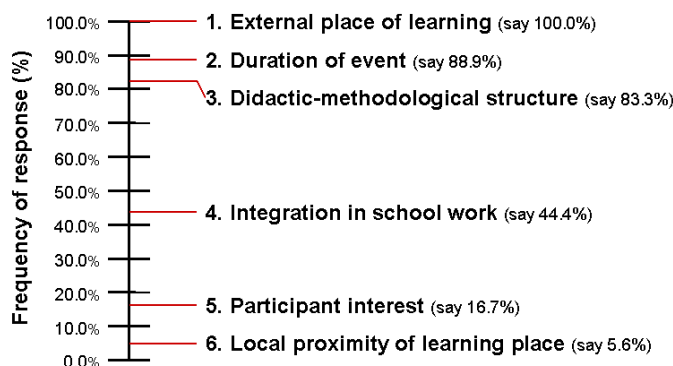 Frequency of response (%)
100.0%
90.0%
80.0%
70.0%
60.0%
50.0%
40.0%
30.0%
20.0%
10.0%
0.0%
1. External place of learning (say 100.0%)
2. Duration of event (say 88.9%)
3. Didactic-methodological structure (say 83.3%)
4. Integration in school work (say 44.4%)
5. Participant interest (say 16.7%)
6. Local proximity of learning place (say 5.6%)